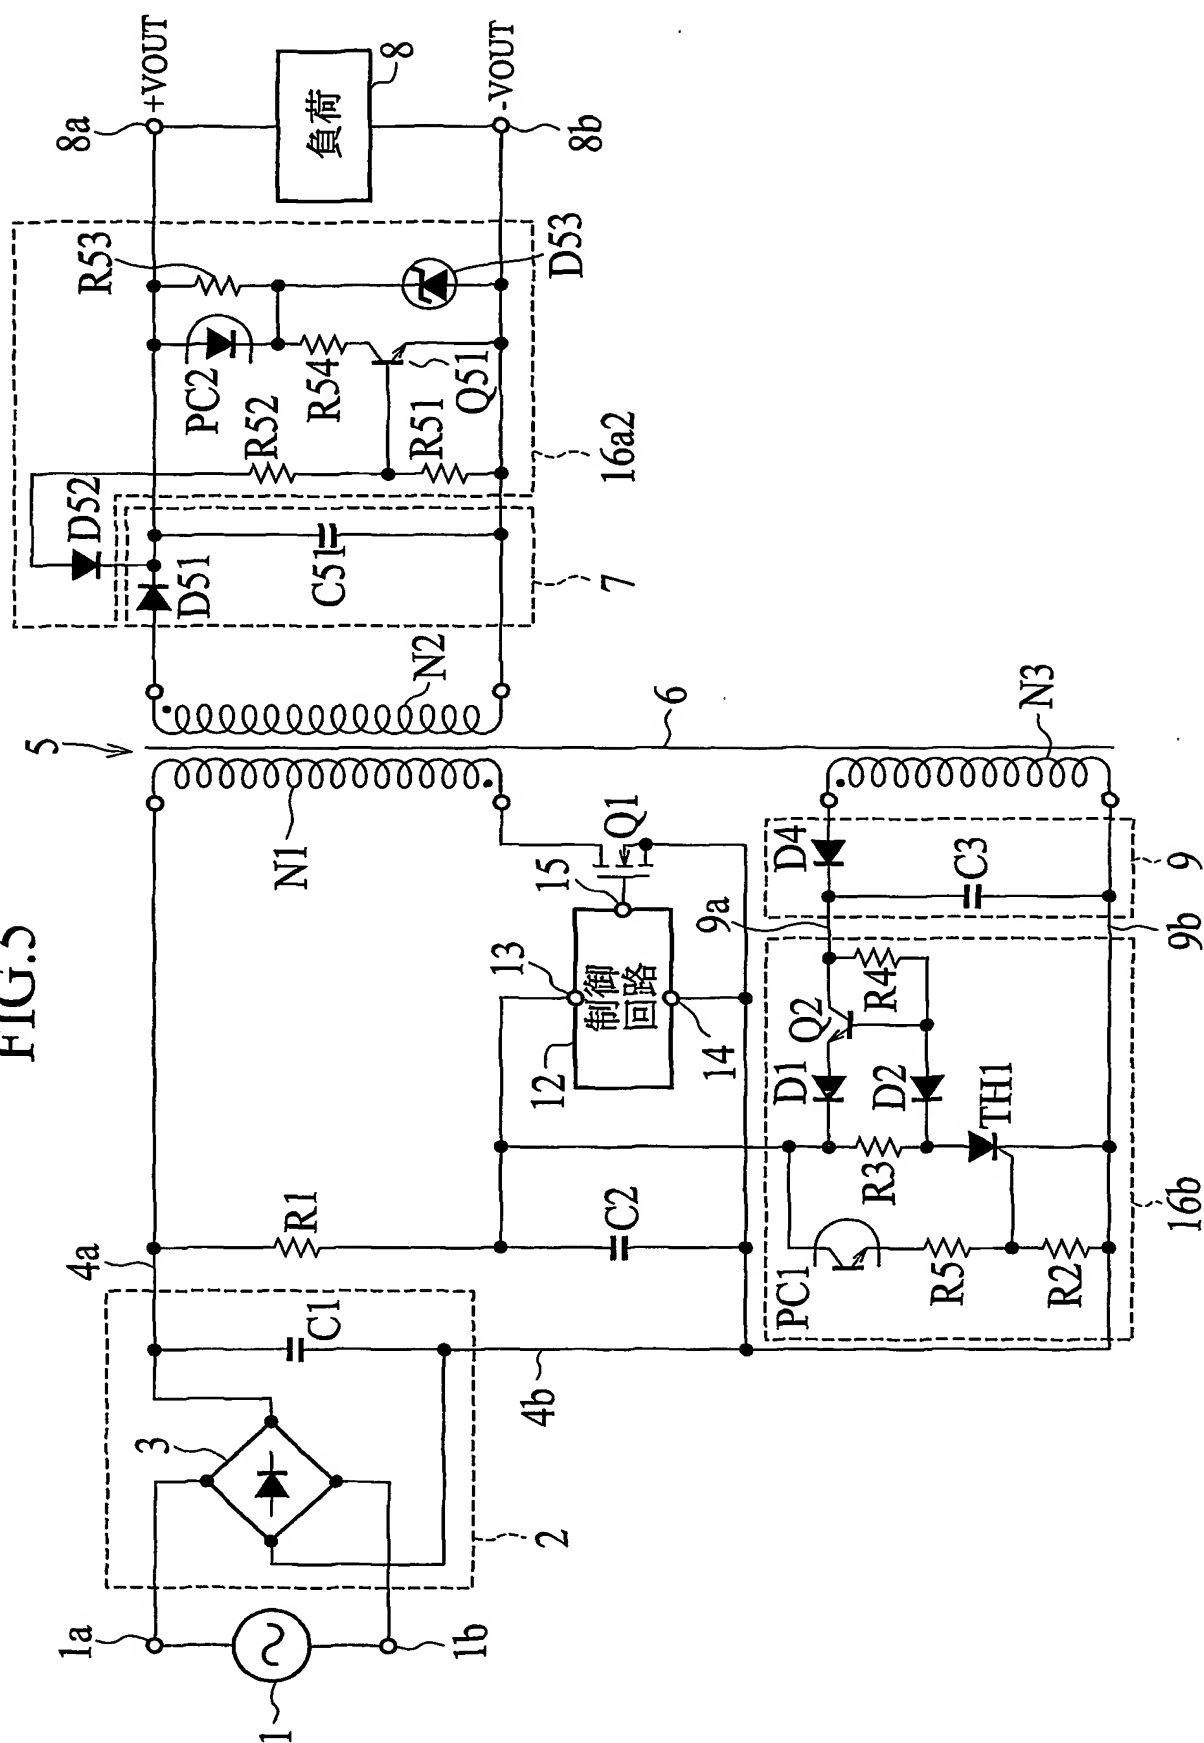 FIG.5
5
4a
1a
3
1
1b
2
C1
R1
N1
N2
D51
D52
C51
7
R52
R51
PC2
R53
R54
Q51
D53
16a2
8a
+VOUT
負荷
8
-VOUT
8b
6
N3
4b
C2
12
13
制御
回路
14
15
Q1
9a
D4
C3
9
9b
Q2
R4
D1
D2
R3
TH1
PC1
R5
R2
16b